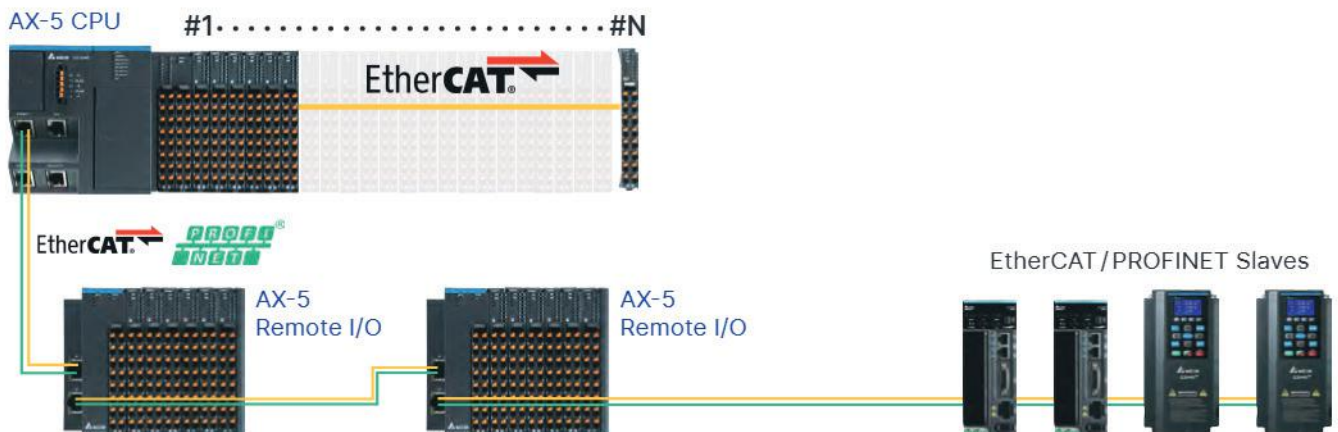 AX-5 CPU
#1 . . . . . . . . . . . . . . . . . . . . . . . . . . #N
EtherCAT®
EtherCAT®
PROFI®
NET
EtherCAT/PROFINET Slaves
AX-5
Remote I/O
AX-5
Remote I/O